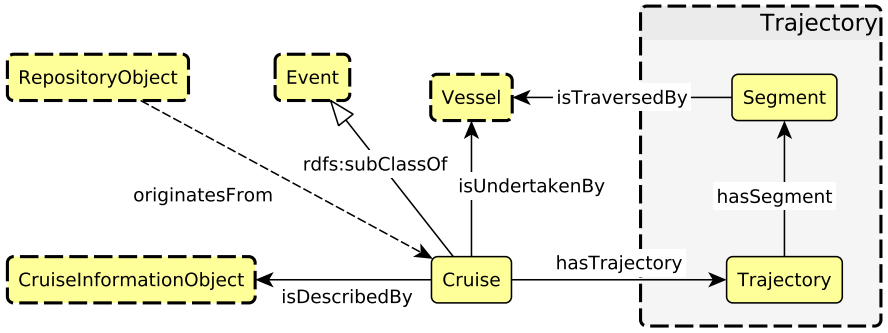 Trajectory
RepositoryObject
Event
Vessel
isTraversedBy
Segment
rdfs:subClassOf
isUndertakenBy
originatesFrom
hasSegment
hasTrajectory
CruiseInformationObject
isDescribedBy
Cruise
Trajectory